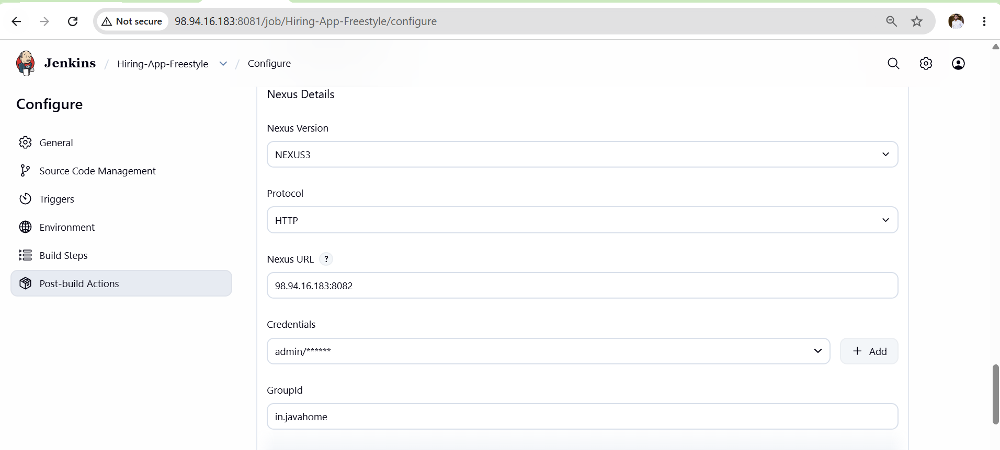 Not secure 98.94.16.183:8081/job/Hiring-App-Freestyle/configure
Jenkins / Hiring-App-Freestyle / Configure
Configure
General
Source Code Management
Triggers
Environment
Build Steps
Post-build Actions
Nexus Details
Nexus Version
NEXUS3
Protocol
HTTP
Nexus URL ?
98.94.16.183:8082
Credentials
admin/******
+ Add
GroupId
in.javahome